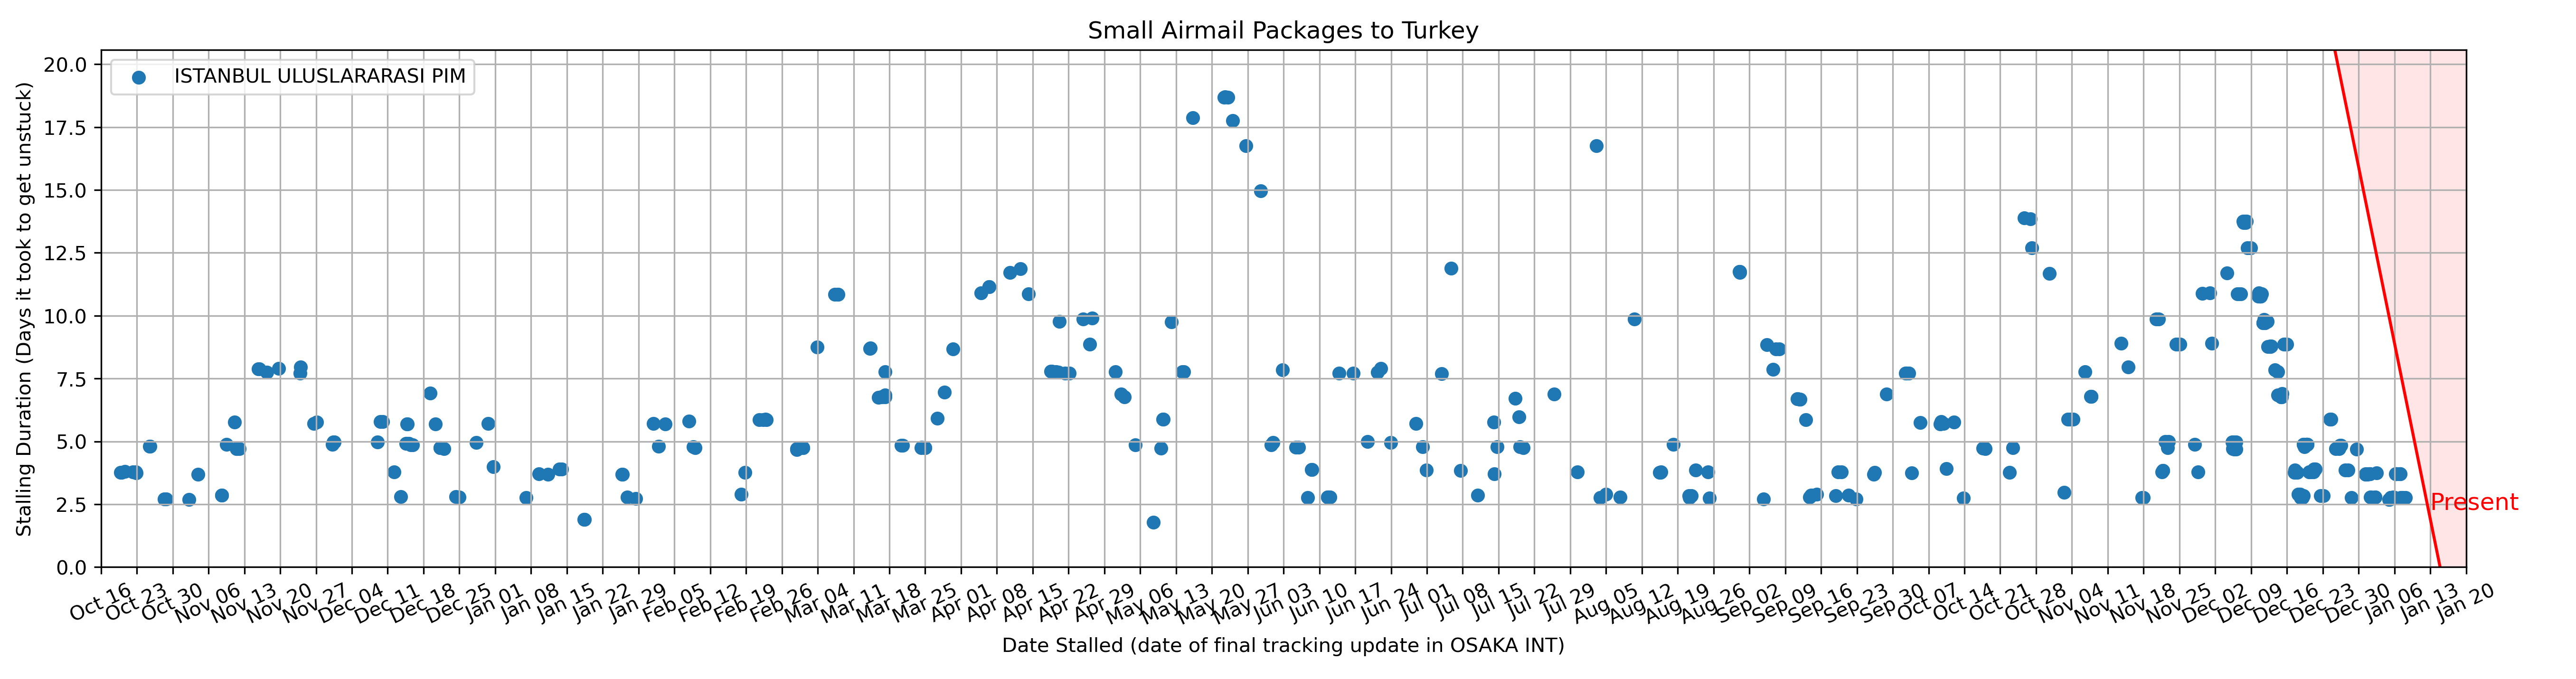 Small Airmail Packages to Turkey
ISTANBUL ULUSLARARASI PIM
Stalling Duration (Days it took to get unstuck)
20.0
17.5
15.0
12.5
10.0
7.5
5.0
2.5
0.0
Present
Oct 16 Oct 23 Oct 30 Nov 06 Nov 13 Nov 20 Nov 27 Dec 04 Dec 11 Dec 18 Dec 25 Jan 01 Jan 08 Jan 15 Jan 22 Jan 29 Feb 05 Feb 12 Feb 19 Feb 26 Mar 04 Mar 11 Mar 18 Mar 25 Apr 01 Apr 08 Apr 15 Apr 22 Apr 29 May 06 May 13 May 20 May 27 Jun 03 Jun 10 Jun 17 Jun 24 Jul 01 Jul 08 Jul 15 Jul 22 Jul 29 Aug 05 Aug 12 Aug 19 Aug 26 Sep 02 Sep 09 Sep 16 Sep 23 Sep 30 Oct 07 Oct 14 Oct 21 Oct 28 Nov 04 Nov 11 Nov 18 Nov 25 Dec 02 Dec 09 Dec 16 Dec 23 Dec 30 Jan 06 Jan 13 Jan 20
Date Stalled (date of final tracking update in OSAKA INT)